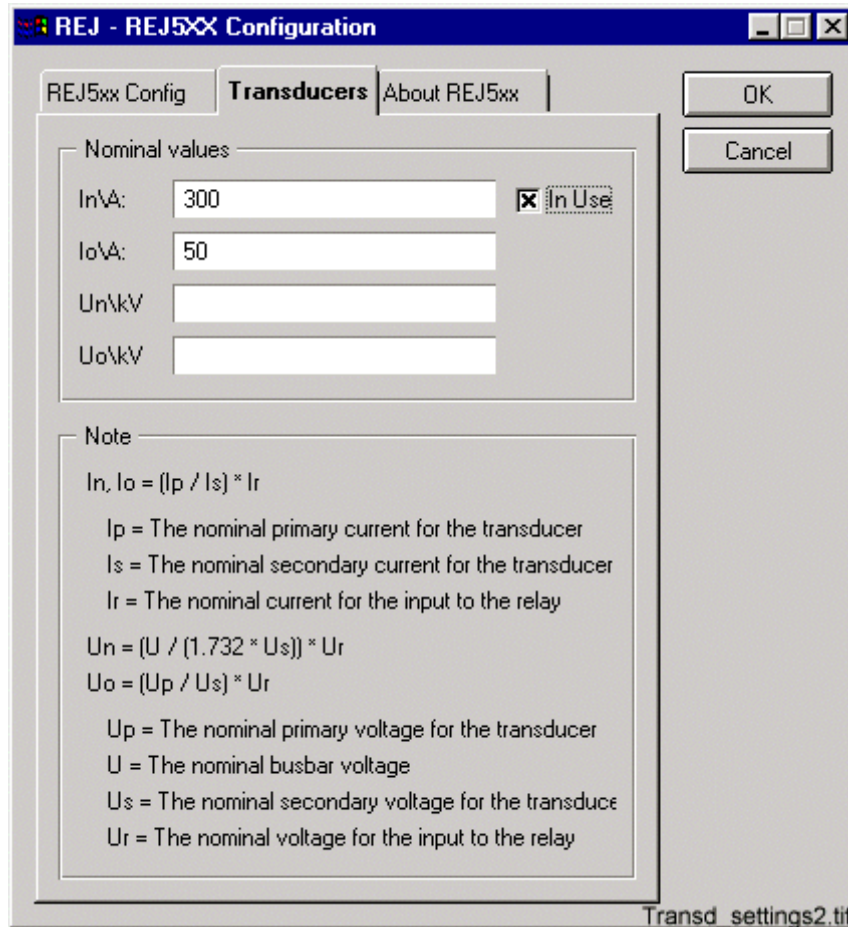 REJ - REJ5XX Configuration
REJ5xx Config Transducers About REJ5xx
OK
Cancel
Nominal values
In\A: 300 In Use
Io\A: 50
Un\kV
Uo\kV
Note
In, Io = (Ip / Is) * Ir
Ip = The nominal primary current for the transducer
Is = The nominal secondary current for the transducer
Ir = The nominal current for the input to the relay
Un = (U / (1.732 * Us)) * Ur
Uo = (Up / Us) * Ur
Up = The nominal primary voltage for the transducer
U = The nominal busbar voltage
Us = The nominal secondary voltage for the transduce
Ur = The nominal voltage for the input to the relay
Transd_settings2.tif